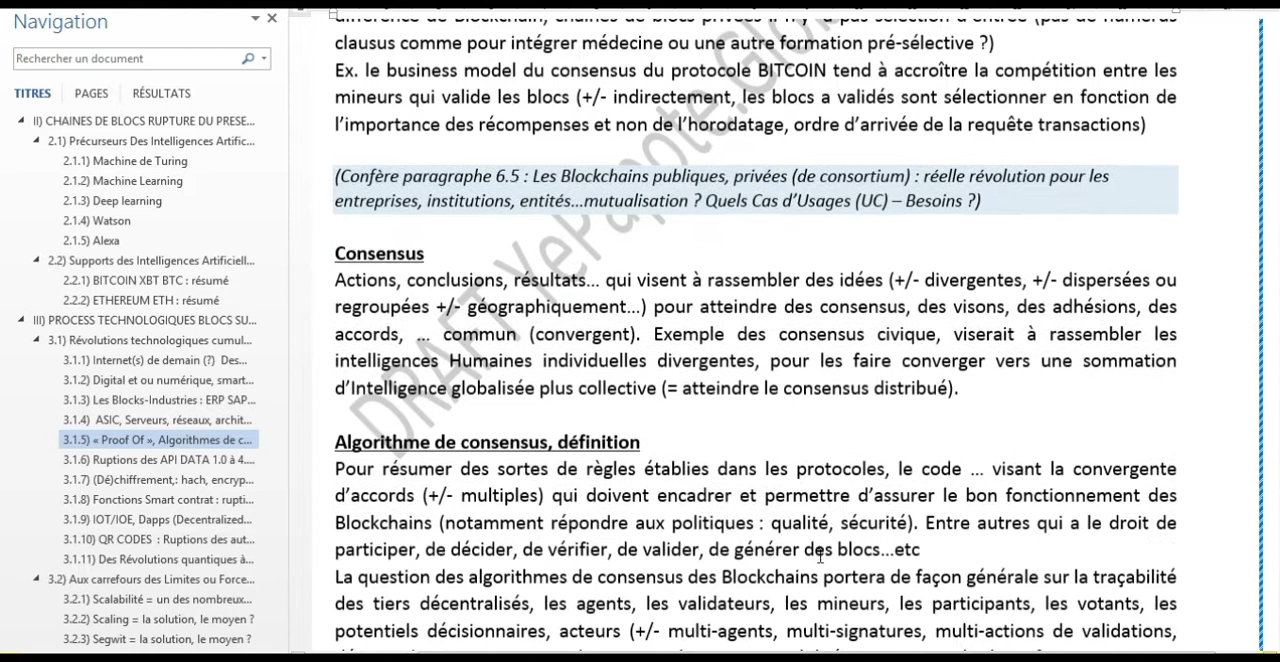 Navigation
Rechercher un document
TITRES PAGES RÉSULTATS
II) CHAINES DE BLOCS RUPTURE DU PRESE...
2.1) Précurseurs Des Intelligences Artific...
2.1.1) Machine de Turing
2.1.2) Machine Learning
2.1.3) Deep learning
2.1.4) Watson
2.1.5) Alexa
2.2) Supports des Intelligences Artificiell...
2.2.1) BITCOIN XBT BTC : résumé
2.2.2) ETHEREUM ETH : résumé
III) PROCESS TECHNOLOGIQUES BLOCS SU...
3.1) Révolutions technologiques cumul...
3.1.1) Internet(s) de demain (?) Des...
3.1.2) Digital et ou numérique, smart...
3.1.3) Les Blocks-Industries : ERP SAP...
3.1.4) ASIC, Serveurs, réseaux, archit...
3.1.5) « Proof Of », Algorithmes de c...
3.1.6) Ruptions des API DATA 1.0 à 4....
3.1.7) (Dé)chiffrement,: hach, encryp...
3.1.8) Fonctions Smart contrat : rupti...
3.1.9) IOT/IOE, Dapps (Decentralized...
3.1.10) QR CODES : Ruptions des aut...
3.1.11) Des Révolutions quantiques à...
3.2) Aux carrefours des Limites ou Force...
3.2.1) Scalabilité = un des nombreux...
3.2.2) Scaling = la solution, le moyen ?
3.2.3) Segwit = la solution, le moyen ?
différence de Blockchain, chaines de blocs privées il n'y a pas sélection d'entrée (pas de numérus
clausus comme pour intégrer médecine ou une autre formation pré-sélective ?)
Ex. le business model du consensus du protocole BITCOIN tend à accroître la compétition entre les
mineurs qui valide les blocs (+/- indirectement, les blocs a validés sont sélectionner en fonction de
l'importance des récompenses et non de l'horodatage, ordre d'arrivée de la requête transactions)
(Confère paragraphe 6.5 : Les Blockchains publiques, privées (de consortium) : réelle révolution pour les
entreprises, institutions, entités...mutualisation ? Quels Cas d'Usages (UC) – Besoins ?)
Consensus
Actions, conclusions, résultats... qui visent à rassembler des idées (+/- divergentes, +/- dispersées ou
regroupées +/- géographiquement...) pour atteindre des consensus, des visons, des adhésions, des
accords, ... commun (convergent). Exemple des consensus civique, viserait à rassembler les
intelligences Humaines individuelles divergentes, pour les faire converger vers une sommation
d'Intelligence globalisée plus collective (= atteindre le consensus distribué).
Algorithme de consensus, définition
Pour résumer des sortes de règles établies dans les protocoles, le code ... visant la convergente
d'accords (+/- multiples) qui doivent encadrer et permettre d'assurer le bon fonctionnement des
Blockchains (notamment répondre aux politiques : qualité, sécurité). Entre autres qui a le droit de
participer, de décider, de vérifier, de valider, de générer des blocs...etc
La question des algorithmes de consensus des Blockchains portera de façon générale sur la traçabilité
des tiers décentralisés, les agents, les validateurs, les mineurs, les participants, les votants, les
potentiels décisionnaires, acteurs (+/- multi-agents, multi-signatures, multi-actions de validations,
DRAFT YePapote.Glo